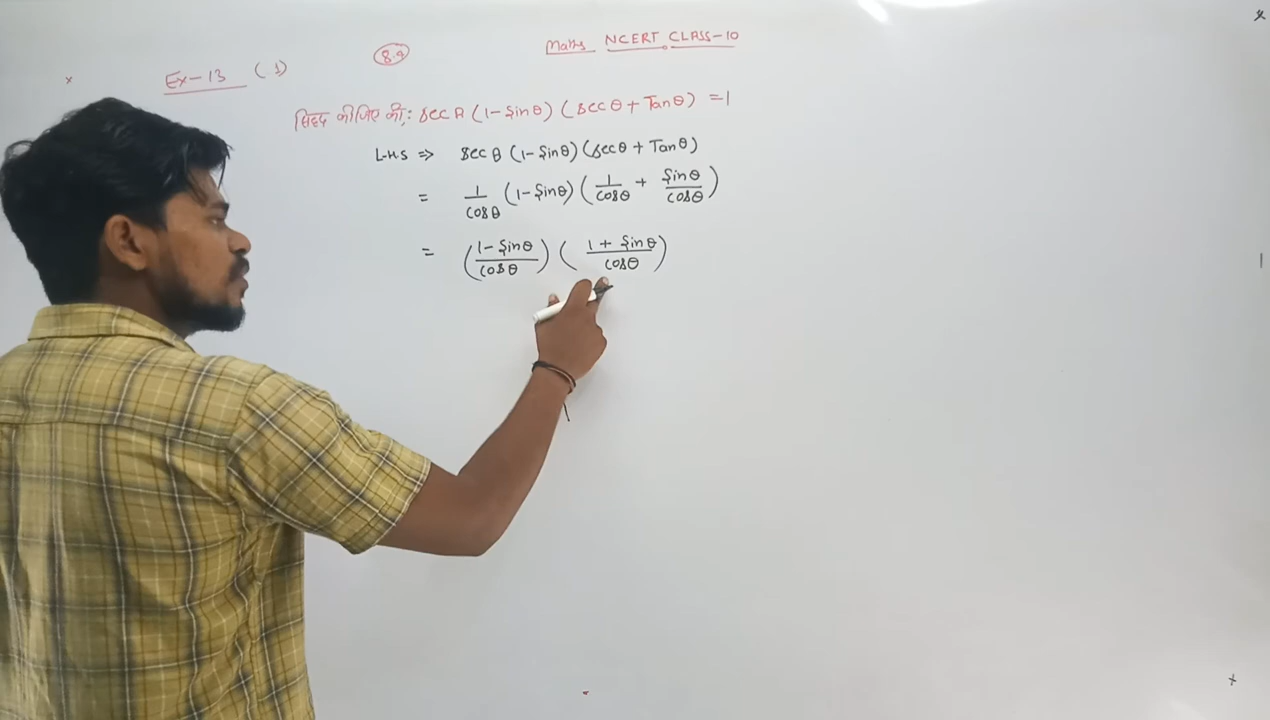 Maths NCERT CLASS-10
8.4
Ex-13 (1)
सिद्ध कीजिए की: sec A (1-sinθ) (secθ + Tanθ) = 1
L.H.S ⇒ secθ (1-sinθ) (secθ + Tanθ)
= 1/cosθ (1-sinθ) (1/cosθ + sinθ/cosθ)
= (1-sinθ/cosθ) (1+sinθ/cosθ)